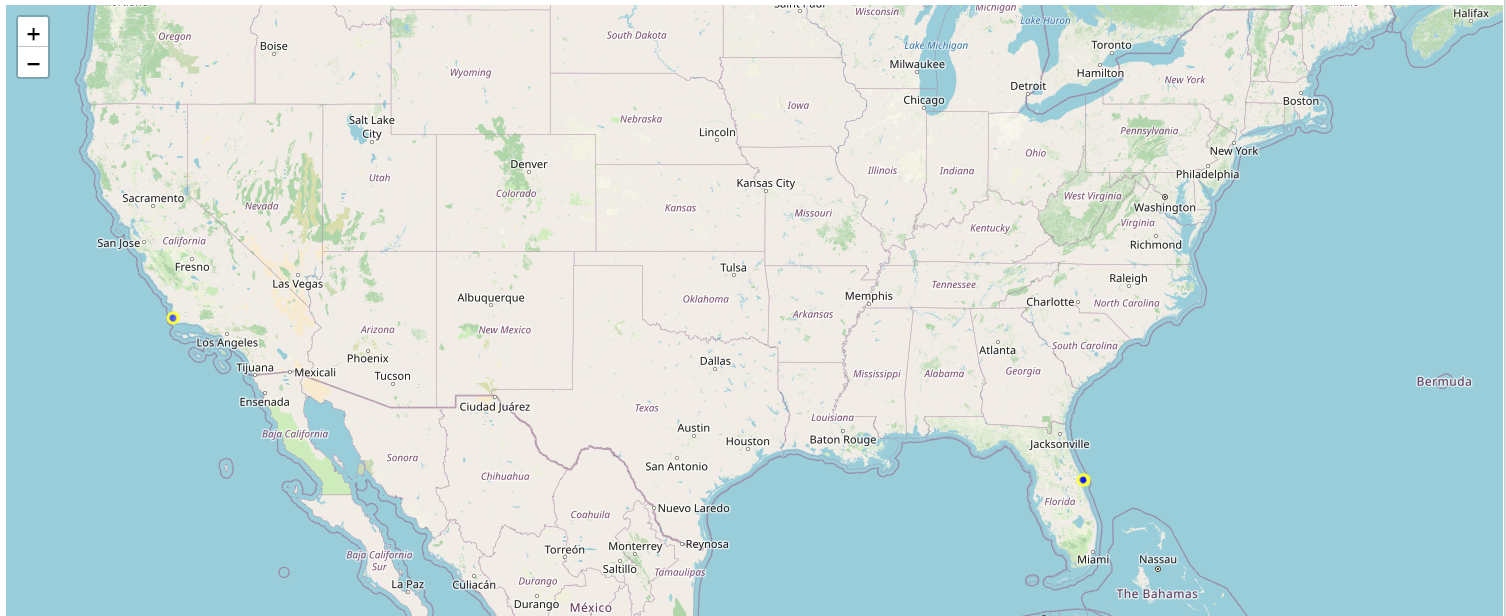 +
−
Oregon
Boise
South Dakota
Wyoming
Wisconsin
Michigan
Lake Huron
Lake Michigan
Milwaukee
Toronto
Hamilton
Halifax
New York
Detroit
Chicago
Boston
Iowa
Nebraska
Salt Lake
City
Lincoln
Pennsylvania
Ohio
New York
Denver
Utah
Colorado
Illinois
Indiana
Philadelphia
Kansas City
Sacramento
Nevada
Kansas
Missouri
West Virginia
Washington
Virginia
Kentucky
San Jose
California
Richmond
Fresno
Las Vegas
Tulsa
Raleigh
Tennessee
Albuquerque
Oklahoma
Memphis
Charlotte
North Carolina
Arkansas
Arizona
New Mexico
Los Angeles
Phoenix
Dallas
Atlanta
South Carolina
Tijuana
Mexicali
Tucson
Mississippi
Alabama
Georgia
Bermuda
Ensenada
Ciudad Juárez
Texas
Louisiana
Baja California
Austin
Houston
Baton Rouge
Jacksonville
Sonora
San Antonio
Chihuahua
Florida
Nuevo Laredo
Coahuila
Baja California
Sur
Torreón
Monterrey
Reynosa
Miami
Nassau
Saltillo
Tamaulipas
La Paz
Culiacán
Durango
The Bahamas
Durango
México